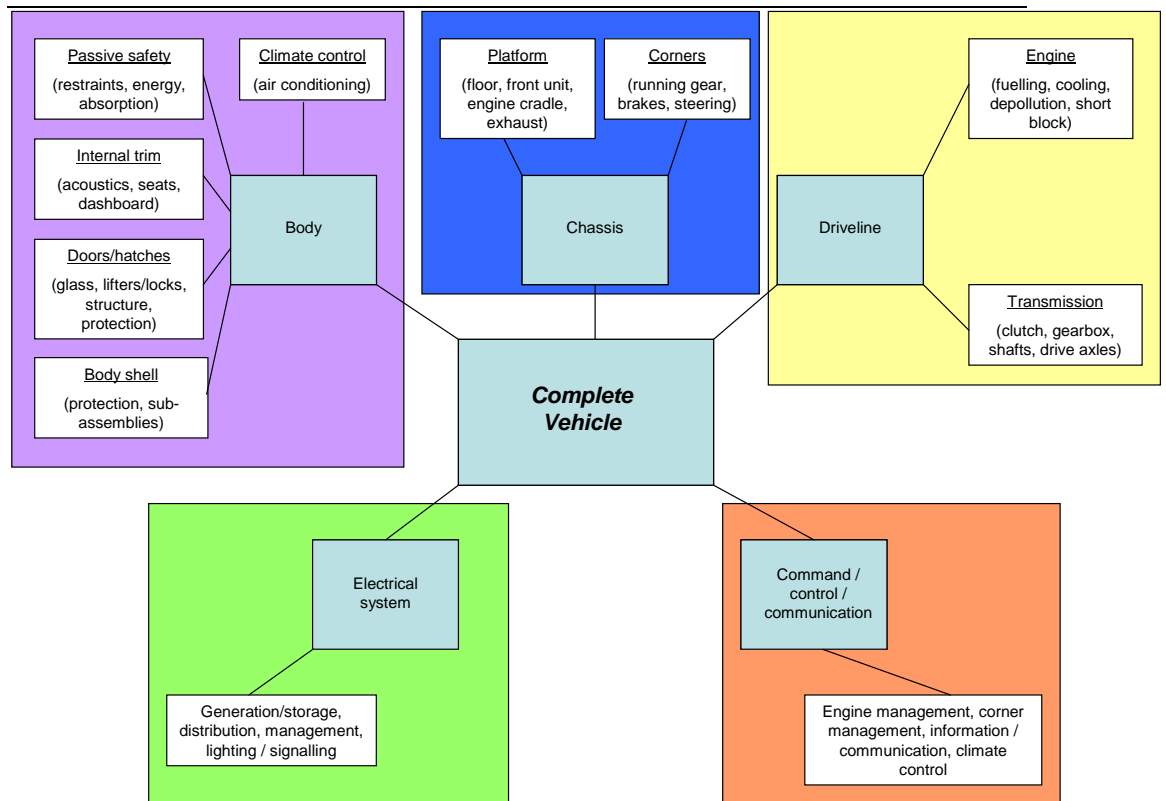 Passive safety
(restraints, energy,
absorption)
Climate control
(air conditioning)
Internal trim
(acoustics, seats,
dashboard)
Doors/hatches
(glass, lifters/locks,
structure,
protection)
Body shell
(protection, sub-
assemblies)
Body
Platform
(floor, front unit,
engine cradle,
exhaust)
Corners
(running gear,
brakes, steering)
Chassis
Engine
(fuelling, cooling,
depollution, short
block)
Driveline
Transmission
(clutch, gearbox,
shafts, drive axles)
Complete
Vehicle
Electrical
system
Generation/storage,
distribution, management,
lighting / signalling
Command /
control /
communication
Engine management, corner
management, information /
communication, climate
control